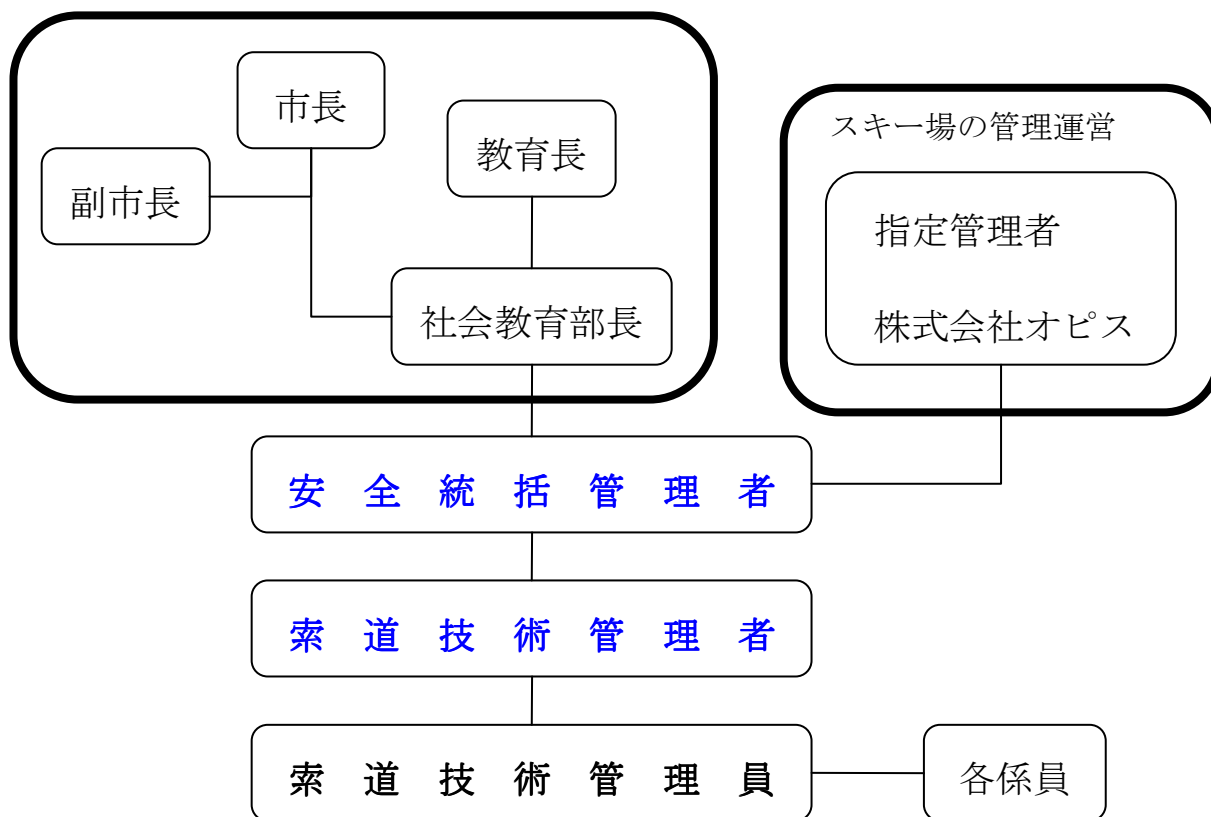 市長
教育長
副市長
社会教育部長
スキー場の管理運営
指定管理者
株式会社オピス
安全統括管理者
索道技術管理者
索道技術管理員
各係員